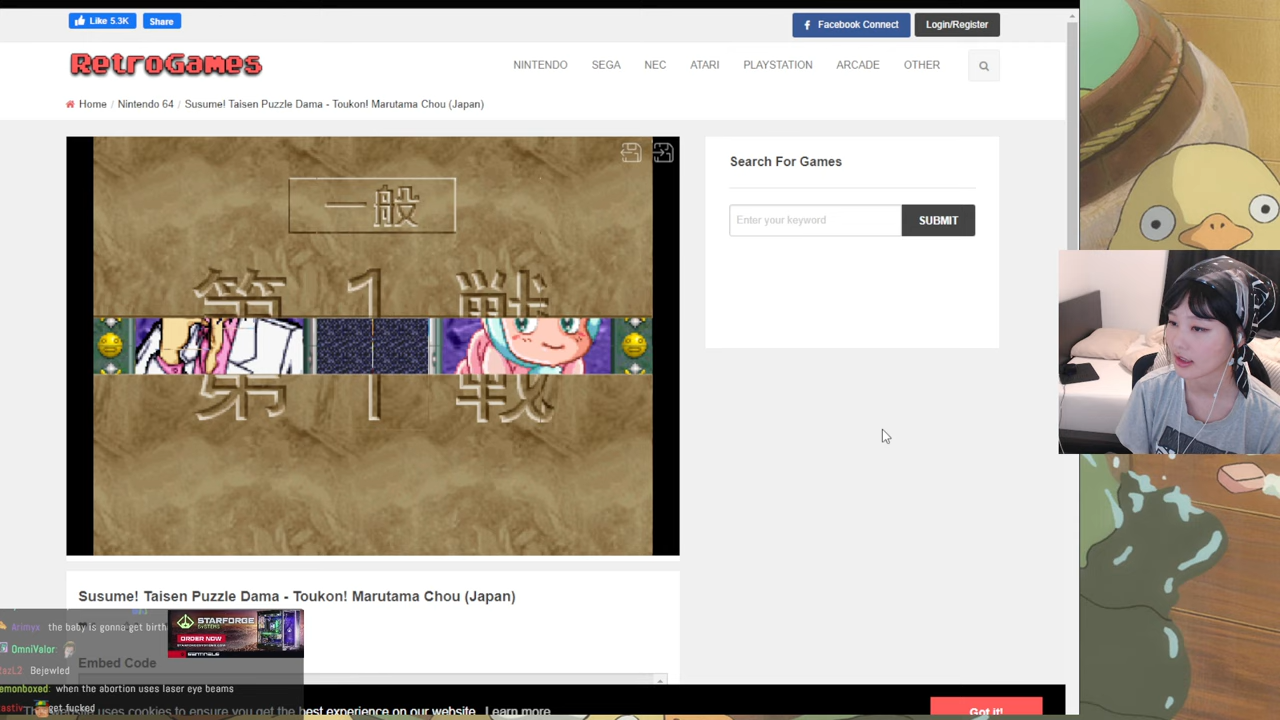 Like 5.3K Share
Facebook Connect Login/Register
RetroGames
NINTENDO SEGA NEC ATARI PLAYSTATION ARCADE OTHER
Home / Nintendo 64 / Susume! Taisen Puzzle Dama - Toukon! Marutama Chou (Japan)
一般
第1戦
Search For Games
Enter your keyword SUBMIT
Susume! Taisen Puzzle Dama - Toukon! Marutama Chou (Japan)
Arimyx the baby is gonna get birth
STARFORGE
SYSTEMS
ORDER NOW
OmniValor:
Bejewled
Embed Code
when the abortion uses laser eye beams
get fucked
uses cookies to ensure you get the best experience on our website. Learn more
Got it!